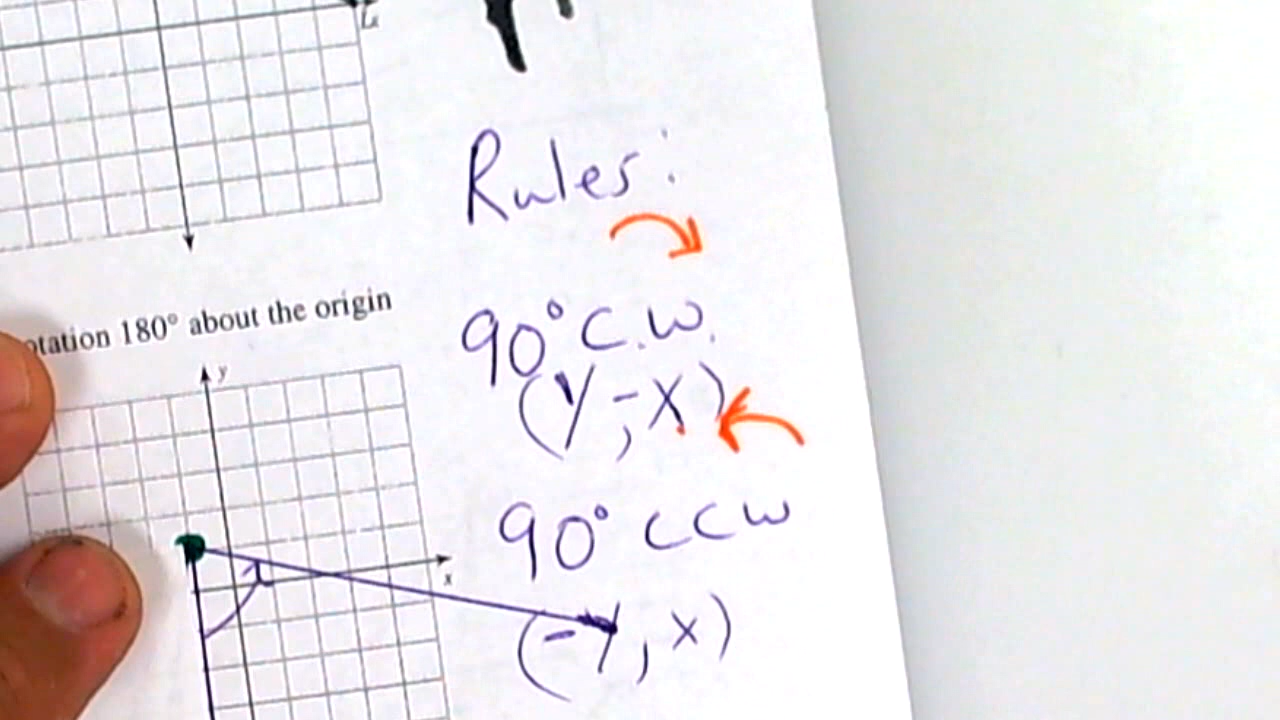 x
Rules:
90° C.W.
(y, -x)
90° CCW
(-y, x)
otation 180° about the origin
y
x